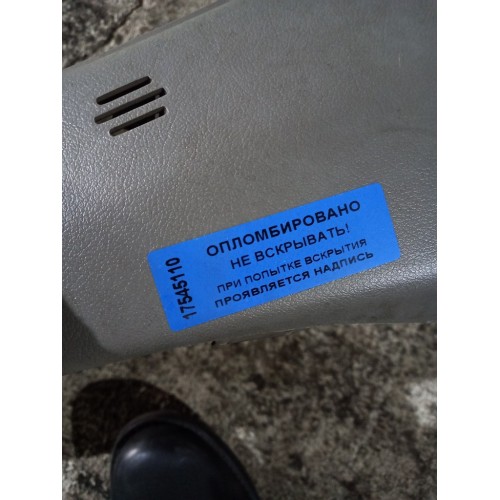 17545110
ОПЛОМБИРОВАНО
НЕ ВСКРЫВАТЬ!
ПРИ ПОПЫТКЕ ВСКРЫТИЯ
ПРОЯВЛЯЕТСЯ НАДПИСЬ